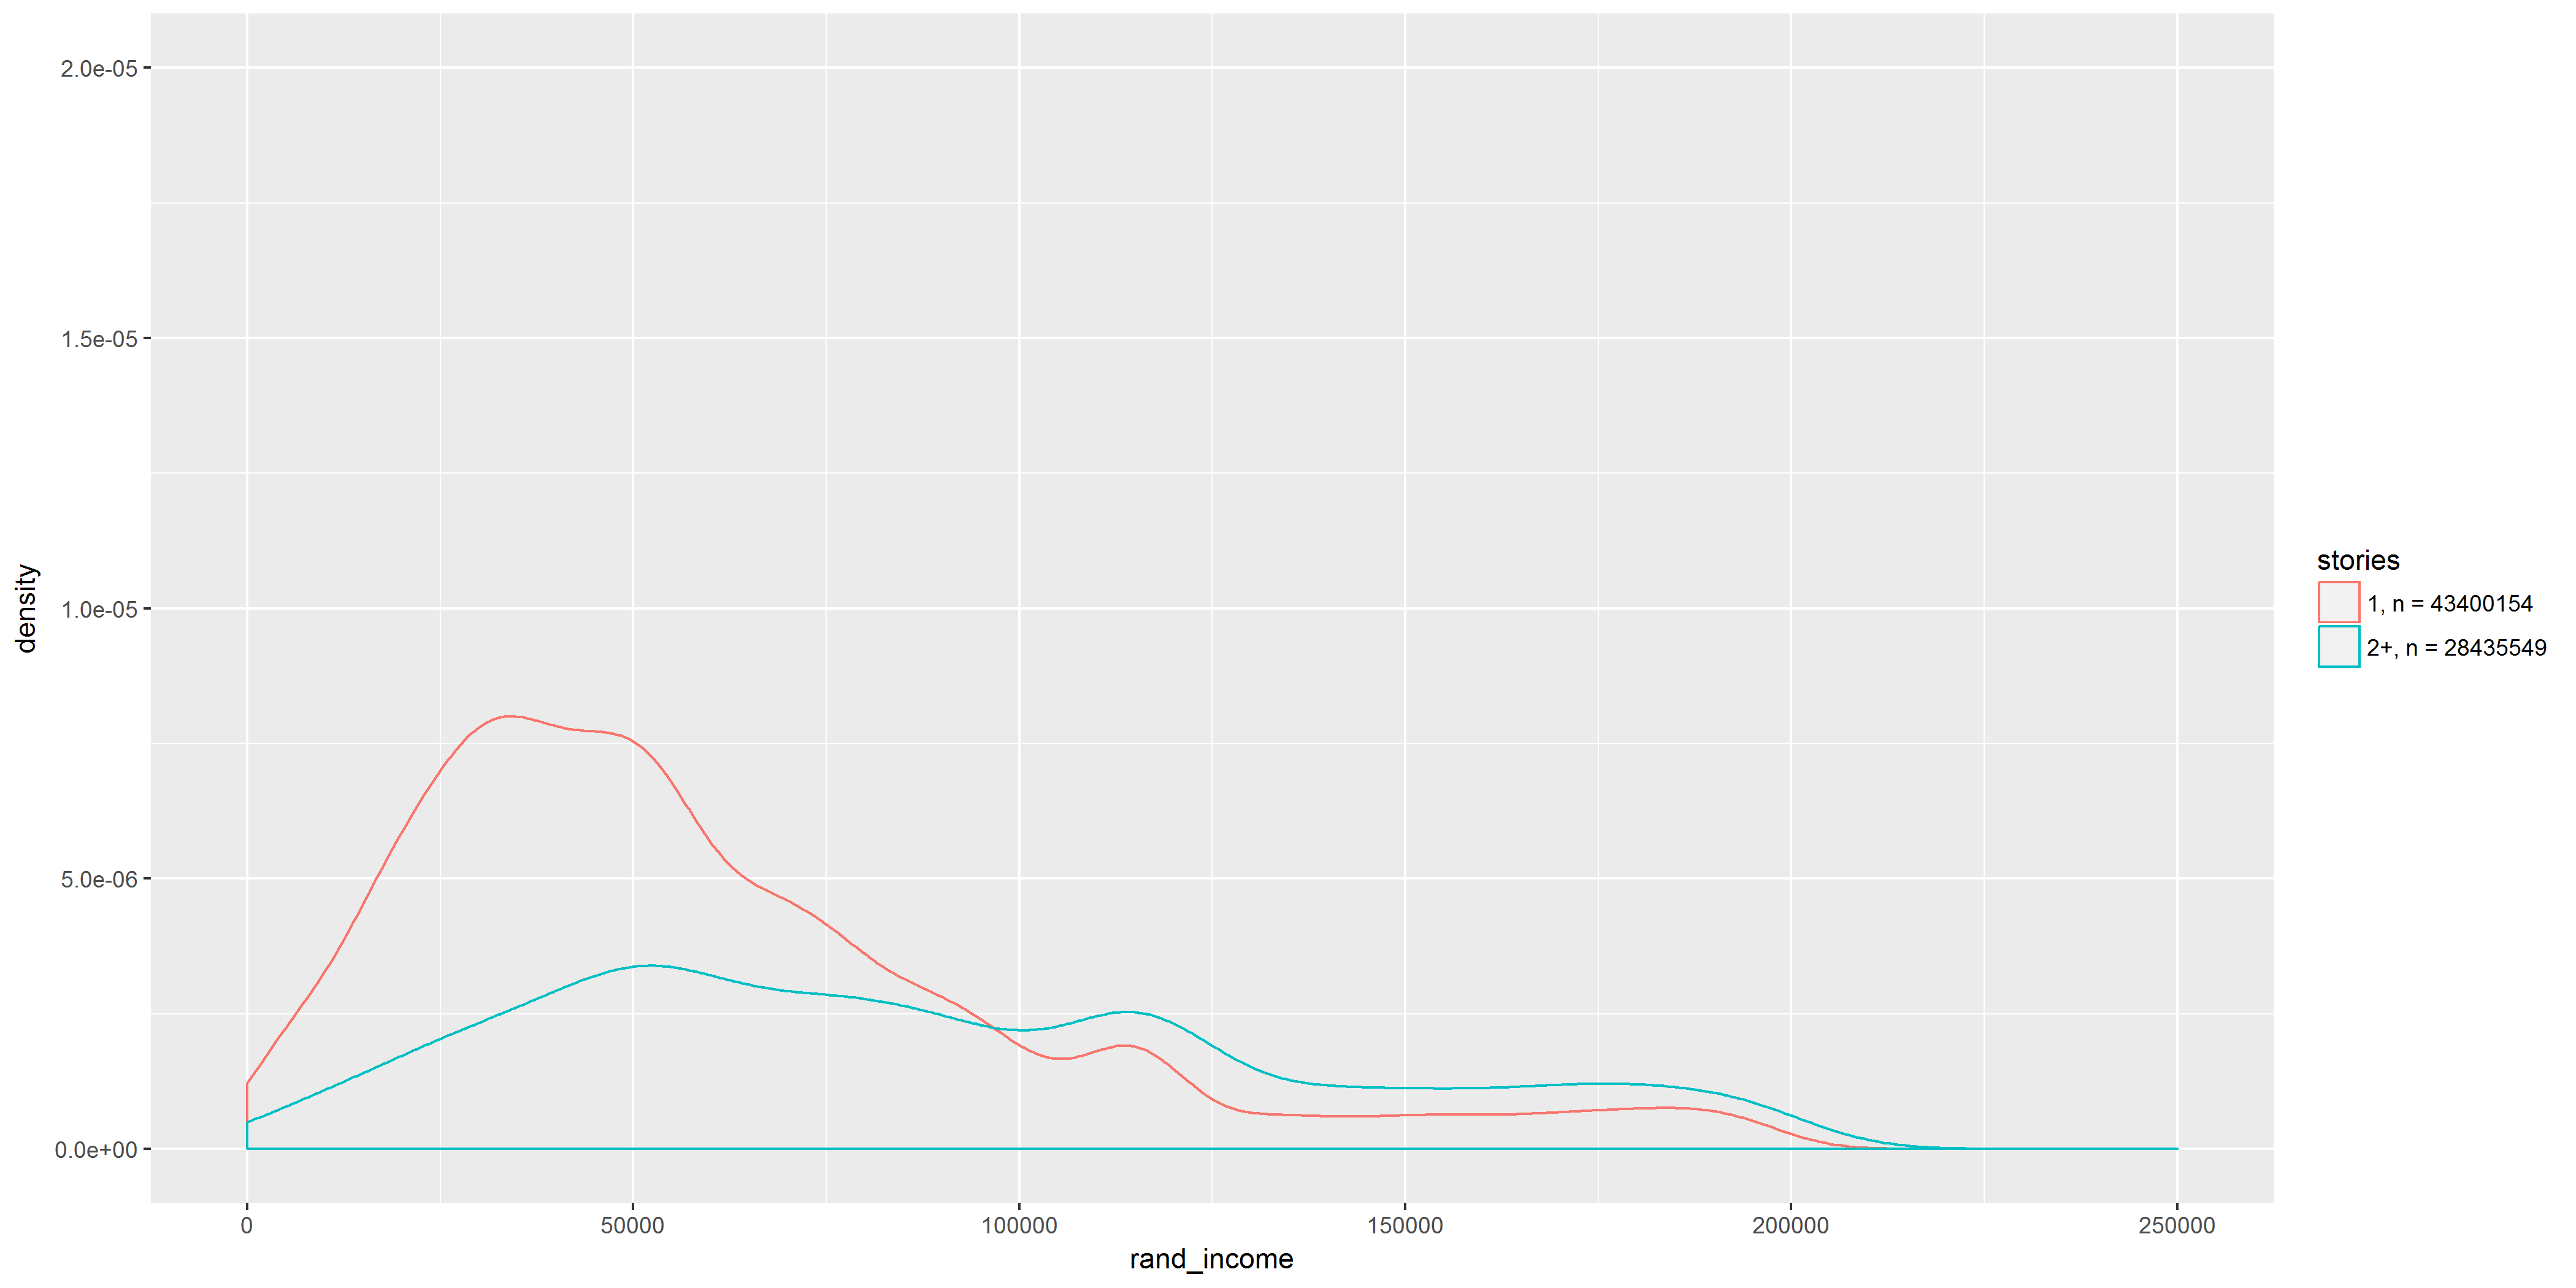 2.0e-05
1.5e-05
1.0e-05
5.0e-06
0.0e+00
density
0 50000 100000 150000 200000 250000
rand_income
stories
1, n = 43400154
2+, n = 28435549